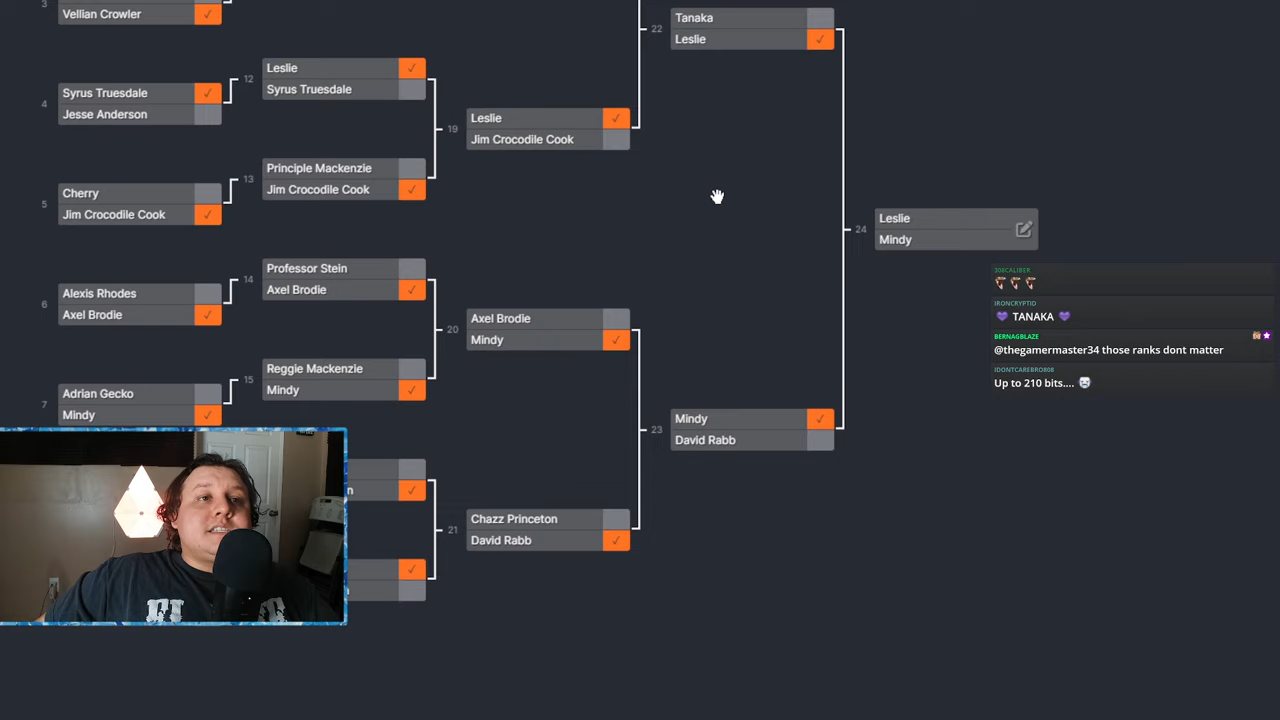 3
Vellian Crowler
4
Syrus Truesdale
Jesse Anderson
5
Cherry
Jim Crocodile Cook
6
Alexis Rhodes
Axel Brodie
7
Adrian Gecko
Mindy
12
Leslie
Syrus Truesdale
13
Principle Mackenzie
Jim Crocodile Cook
14
Professor Stein
Axel Brodie
15
Reggie Mackenzie
Mindy
19
Leslie
Jim Crocodile Cook
20
Axel Brodie
Mindy
21
Chazz Princeton
David Rabb
22
Tanaka
Leslie
23
Mindy
David Rabb
24
Leslie
Mindy
308CALIBER
IRONCRYPTID
TANAKA
BERNAGBLAZE
@thegamermaster34 those ranks dont matter
IDONTCAREBRO808
Up to 210 bits....